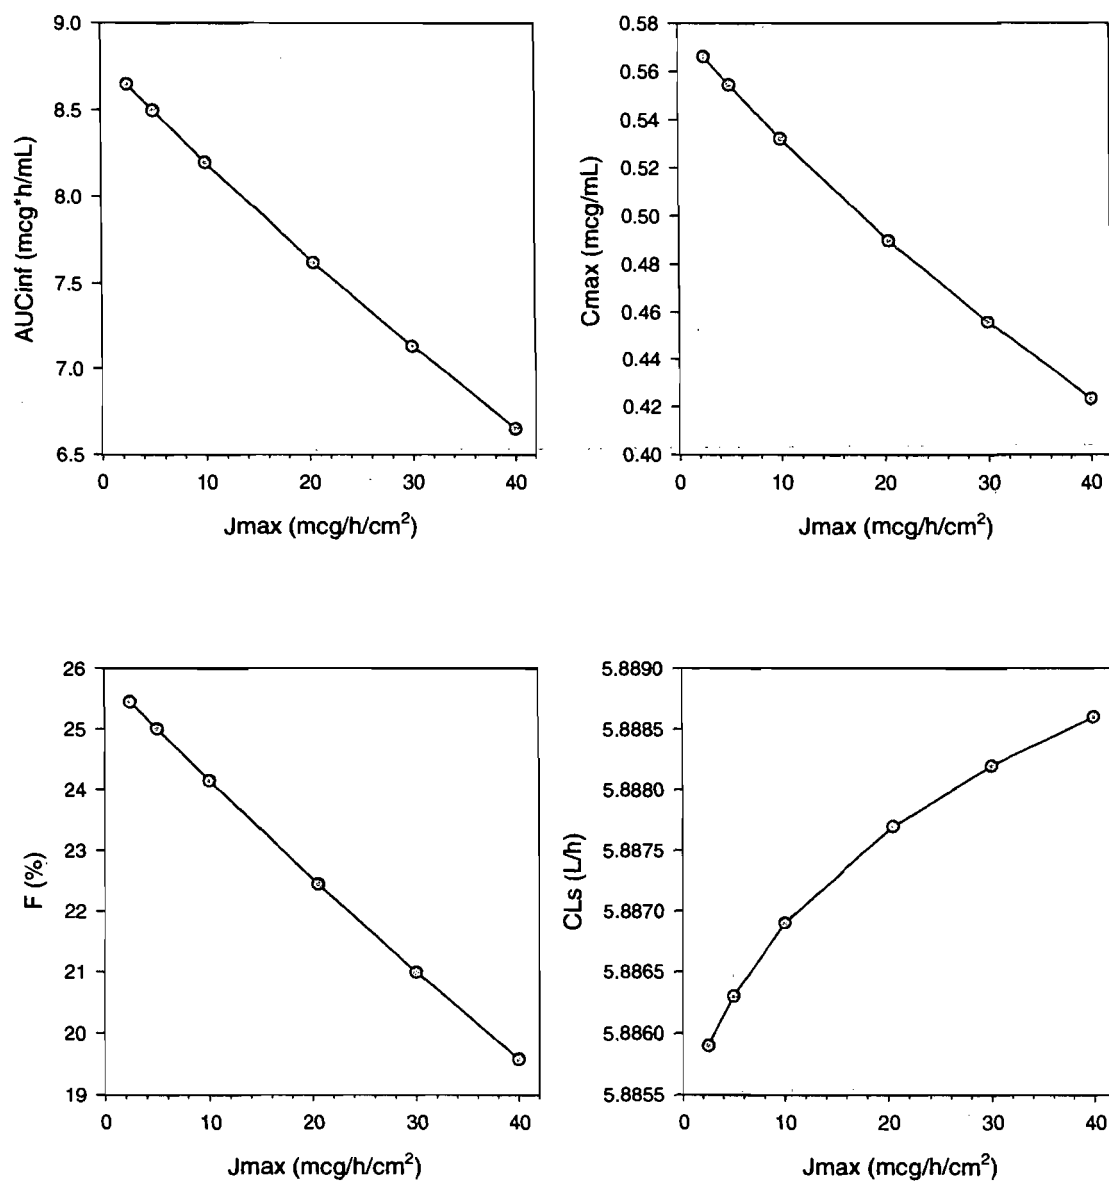 AUCinf (mcg*h/mL)
9.0
8.5
8.0
7.5
7.0
6.5
0 10 20 30 40
Jmax (mcg/h/cm²)
Cmax (mcg/mL)
0.58
0.56
0.54
0.52
0.50
0.48
0.46
0.44
0.42
0.40
0 10 20 30 40
Jmax (mcg/h/cm²)
F (%)
26
25
24
23
22
21
20
19
0 10 20 30 40
Jmax (mcg/h/cm²)
CLs (L/h)
5.8890
5.8885
5.8880
5.8875
5.8870
5.8865
5.8860
5.8855
0 10 20 30 40
Jmax (mcg/h/cm²)